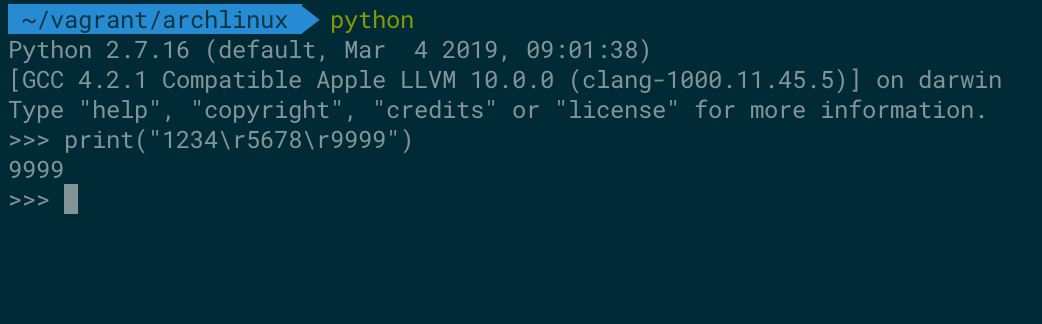 ~/vagrant/archlinux python
Python 2.7.16 (default, Mar  4 2019, 09:01:38)
[GCC 4.2.1 Compatible Apple LLVM 10.0.0 (clang-1000.11.45.5)] on darwin
Type "help", "copyright", "credits" or "license" for more information.
>>> print("1234\r5678\r9999")
9999
>>>